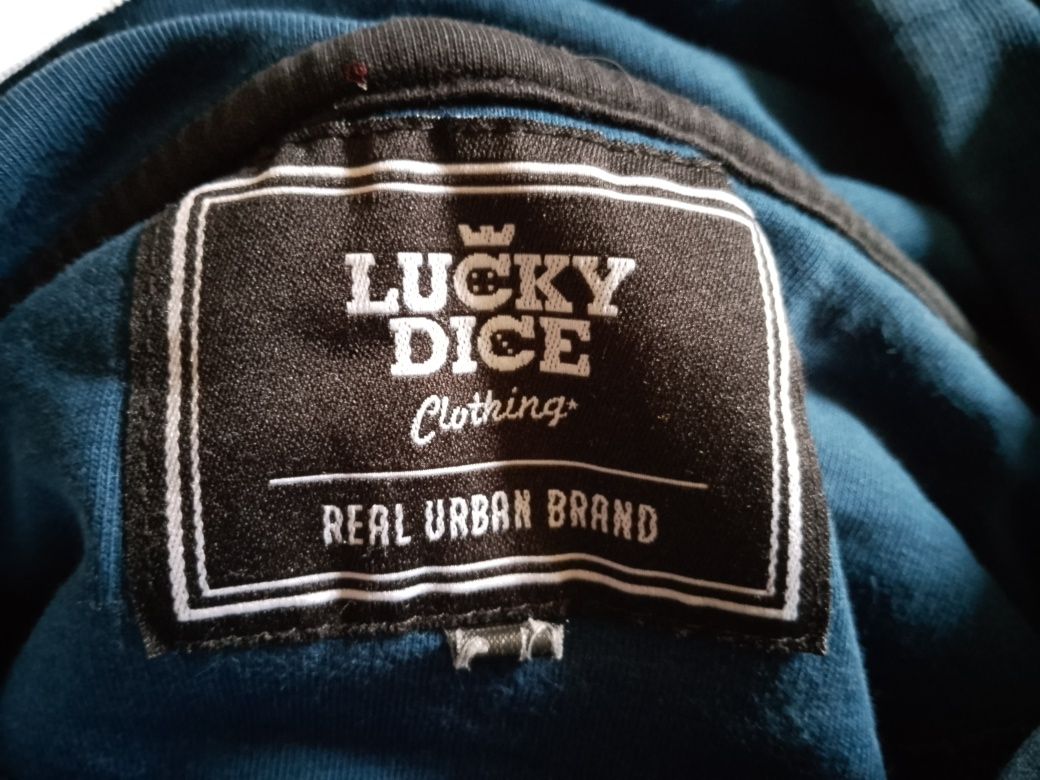 LUCKY
DICE
Clothing
REAL URBAN BRAND